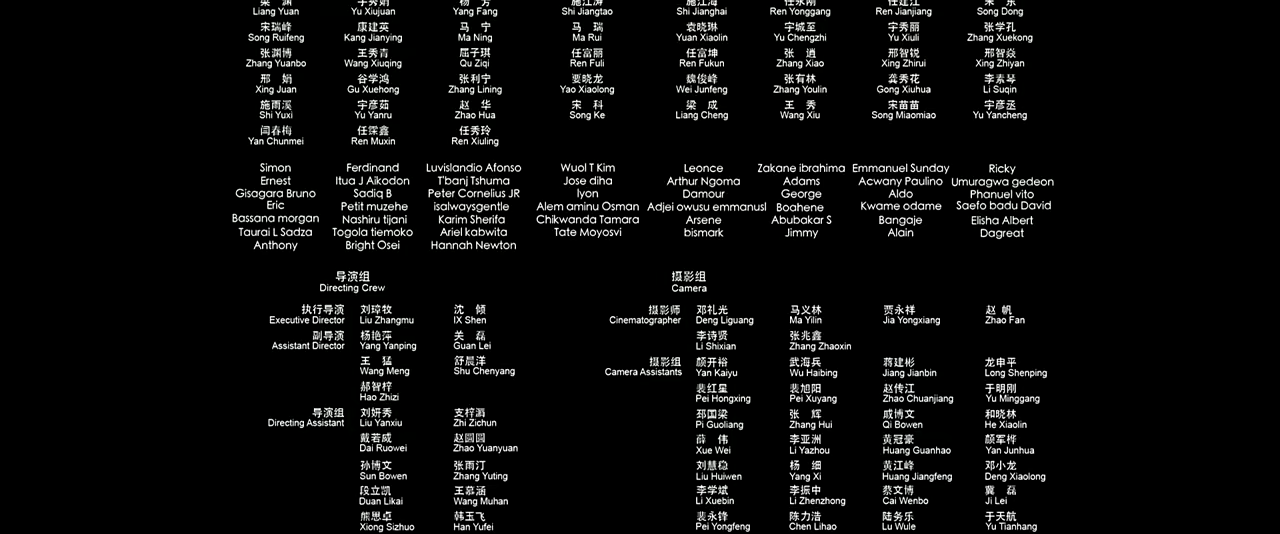 Liang Yuan Yu Xiujuan Yang Fang Shi Jiangtao Shi Jianghai Ren Yonggang Ren Jianjiang Song Dong
宋瑞峰 康建英 马 宁 马 瑞 袁晓琳 宇城至 宇秀丽 张学孔
Song Ruifeng Kang Jianying Ma Ning Ma Rui Yuan Xiaolin Yu Chengzhi Yu Xiuli Zhang Xuekong
张渊博 王秀青 屈子琪 任富丽 任富坤 张 逍 邢智锐 邢智焱
Zhang Yuanbo Wang Xiuqing Qu Ziqi Ren Fuli Ren Fukun Zhang Xiao Xing Zhirui Xing Zhiyan
邢 娟 谷学鸿 张利宁 要晓龙 魏俊峰 张有林 龚秀花 李素琴
Xing Juan Gu Xuehong Zhang Lining Yao Xiaolong Wei Junfeng Zhang Youlin Gong Xiuhua Li Suqin
施雨溪 宇彦茹 赵 华 宋 科 梁 成 王 秀 宋苗苗 宇彦丞
Shi Yuxi Yu Yanru Zhao Hua Song Ke Liang Cheng Wang Xiu Song Miaomiao Yu Yancheng
闫春梅 任霂鑫 任秀玲
Yan Chunmei Ren Muxin Ren Xiuling
Simon Ferdinand Luvislandio Afonso Wuol T Kim Leonce Zakane ibrahima Emmanuel Sunday Ricky
Ernest Itua J Aikodon T'banj Tshuma Jose diha Arthur Ngoma Adams Acwany Paulino Umuragwa gedeon
Gisagara Bruno Sadiq B Peter Cornelius JR lyon Damour George Aldo Phanuel vito
Eric Petit muzehe isalwaysgentle Alem aminu Osman Adjei owusu emmanusl Boahene Kwame odame Saefo badu David
Bassana morgan Nashiru tijani Karim Sherifa Chikwanda Tamara Arsene Abubakar S Bangaje Elisha Albert
Taurai L Sadza Togola tiemoko Ariel kabwita Tate Moyosvi bismark Jimmy Alain Dagreat
Anthony Bright Osei Hannah Newton
导演组 摄影组
Directing Crew Camera
执行导演 刘璋牧 沈 倾 摄影师 邓礼光 马义林 贾永祥 赵 帆
Executive Director Liu Zhangmu IX Shen Cinematographer Deng Liguang Ma Yilin Jia Yongxiang Zhao Fan
副导演 杨艳萍 关 磊 李诗贤 张兆鑫
Assistant Director Yang Yanping Guan Lei Li Shixian Zhang Zhaoxin
王 猛 舒晨洋 摄影组 颜开裕 武海兵 蒋建彬 龙申平
Wang Meng Shu Chenyang Camera Assistants Yan Kaiyu Wu Haibing Jiang Jianbin Long Shenping
郝智梓 裴红星 裴旭阳 赵传江 于明刚
Hao Zhizi Pei Hongxing Pei Xuyang Zhao Chuanjiang Yu Minggang
导演组 刘妍秀 支梓滔 邳国梁 张 辉 戚博文 和晓林
Directing Assistant Liu Yanxiu Zhi Zichun Pi Guoliang Zhang Hui Qi Bowen He Xiaolin
戴若威 赵圆圆 薛 伟 李亚洲 黄冠豪 颜军桦
Dai Ruowei Zhao Yuanyuan Xue Wei Li Yazhou Huang Guanhao Yan Junhua
孙博文 张雨汀 刘慧稳 杨 细 黄江峰 邓小龙
Sun Bowen Zhang Yuting Liu Huiwen Yang Xi Huang Jiangfeng Deng Xiaolong
段立凯 王慕涵 李学斌 李振中 蔡文博 冀 磊
Duan Likai Wang Muhan Li Xuebin Li Zhenzhong Cai Wenbo Ji Lei
熊思卓 韩玉飞 裴永锋 陈力浩 陆务乐 于天航
Xiong Sizhuo Han Yufei Pei Yongfeng Chen Lihao Lu Wule Yu Tianhang